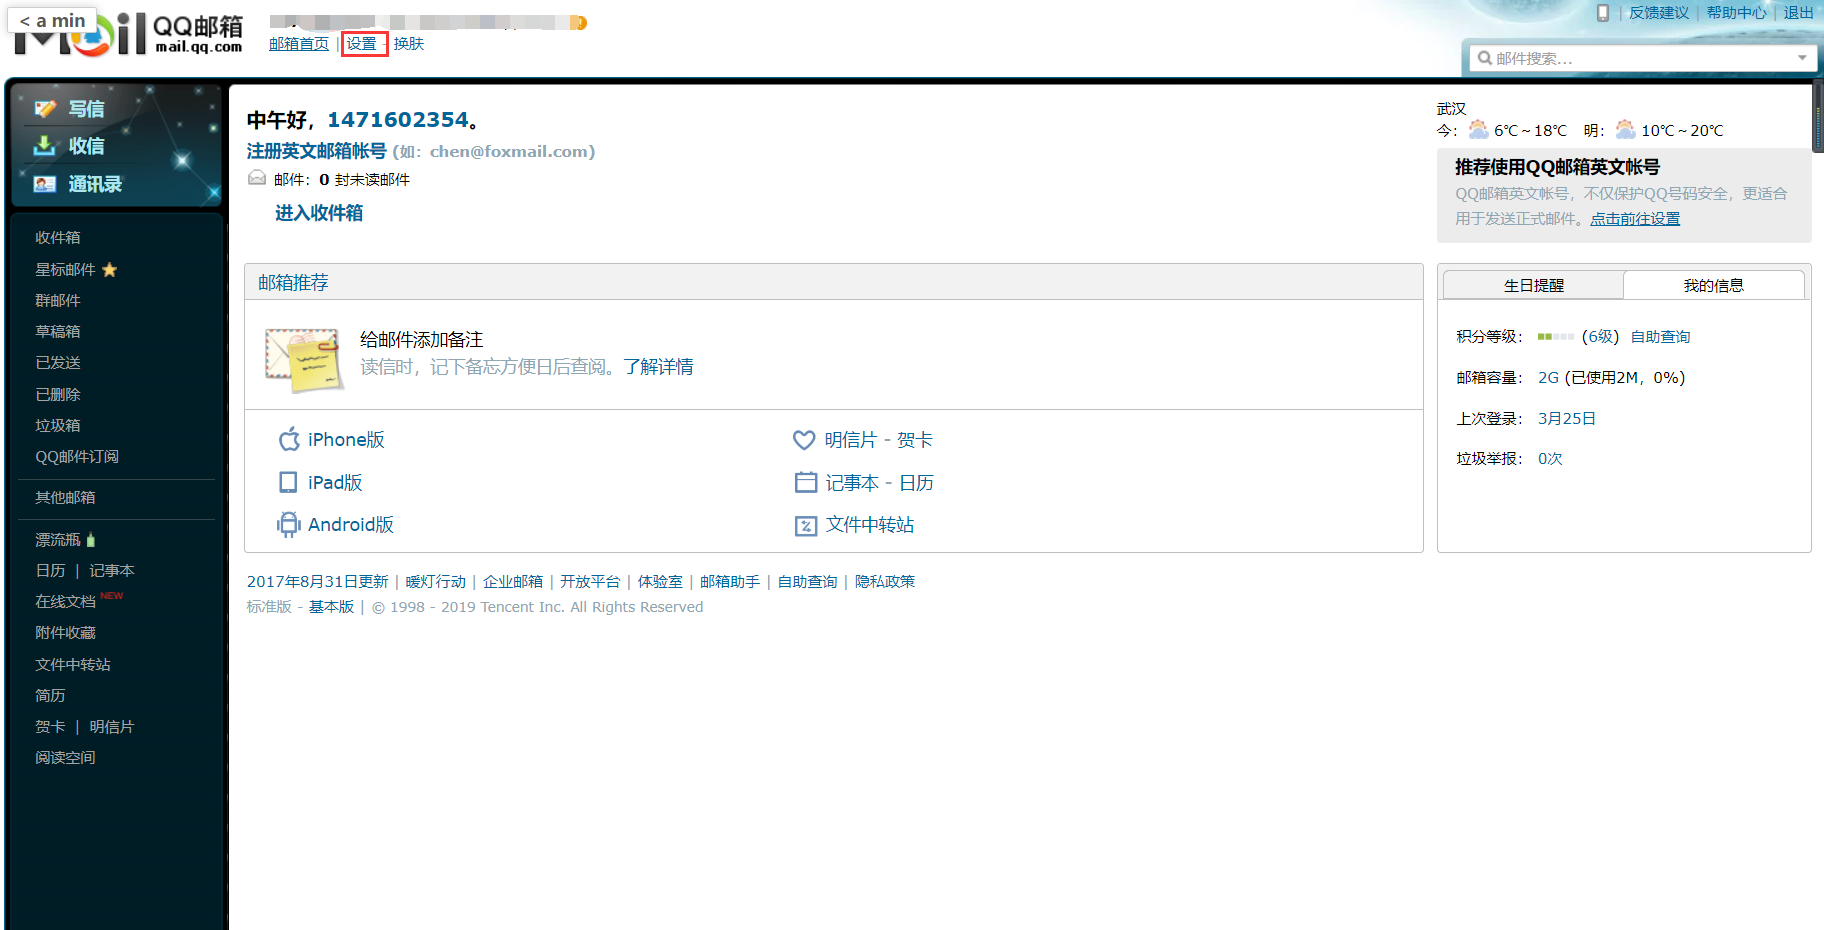 < a min
QQ邮箱
mail.qq.com
邮箱首页 | 设置 - 换肤
| 反馈建议 | 帮助中心 | 退出
邮件搜索...
写信
收信
通讯录
收件箱
星标邮件
群邮件
草稿箱
已发送
已删除
垃圾箱
QQ邮件订阅
其他邮箱
漂流瓶
日历 | 记事本
在线文档 NEW
附件收藏
文件中转站
简历
贺卡 | 明信片
阅读空间
中午好，1471602354。
注册英文邮箱帐号 (如：chen@foxmail.com)
邮件：0 封未读邮件
进入收件箱
武汉
今： 6℃～18℃ 明： 10℃～20℃
推荐使用QQ邮箱英文帐号
QQ邮箱英文帐号，不仅保护QQ号码安全，更适合
用于发送正式邮件。点击前往设置
邮箱推荐
给邮件添加备注
读信时，记下备忘方便日后查阅。了解详情
iPhone版
明信片 - 贺卡
iPad版
记事本 - 日历
Android版
文件中转站
生日提醒
我的信息
积分等级： (6级) 自助查询
邮箱容量： 2G (已使用2M，0%)
上次登录： 3月25日
垃圾举报： 0次
2017年8月31日更新 | 暖灯行动 | 企业邮箱 | 开放平台 | 体验室 | 邮箱助手 | 自助查询 | 隐私政策
标准版 - 基本版 | © 1998 - 2019 Tencent Inc. All Rights Reserved